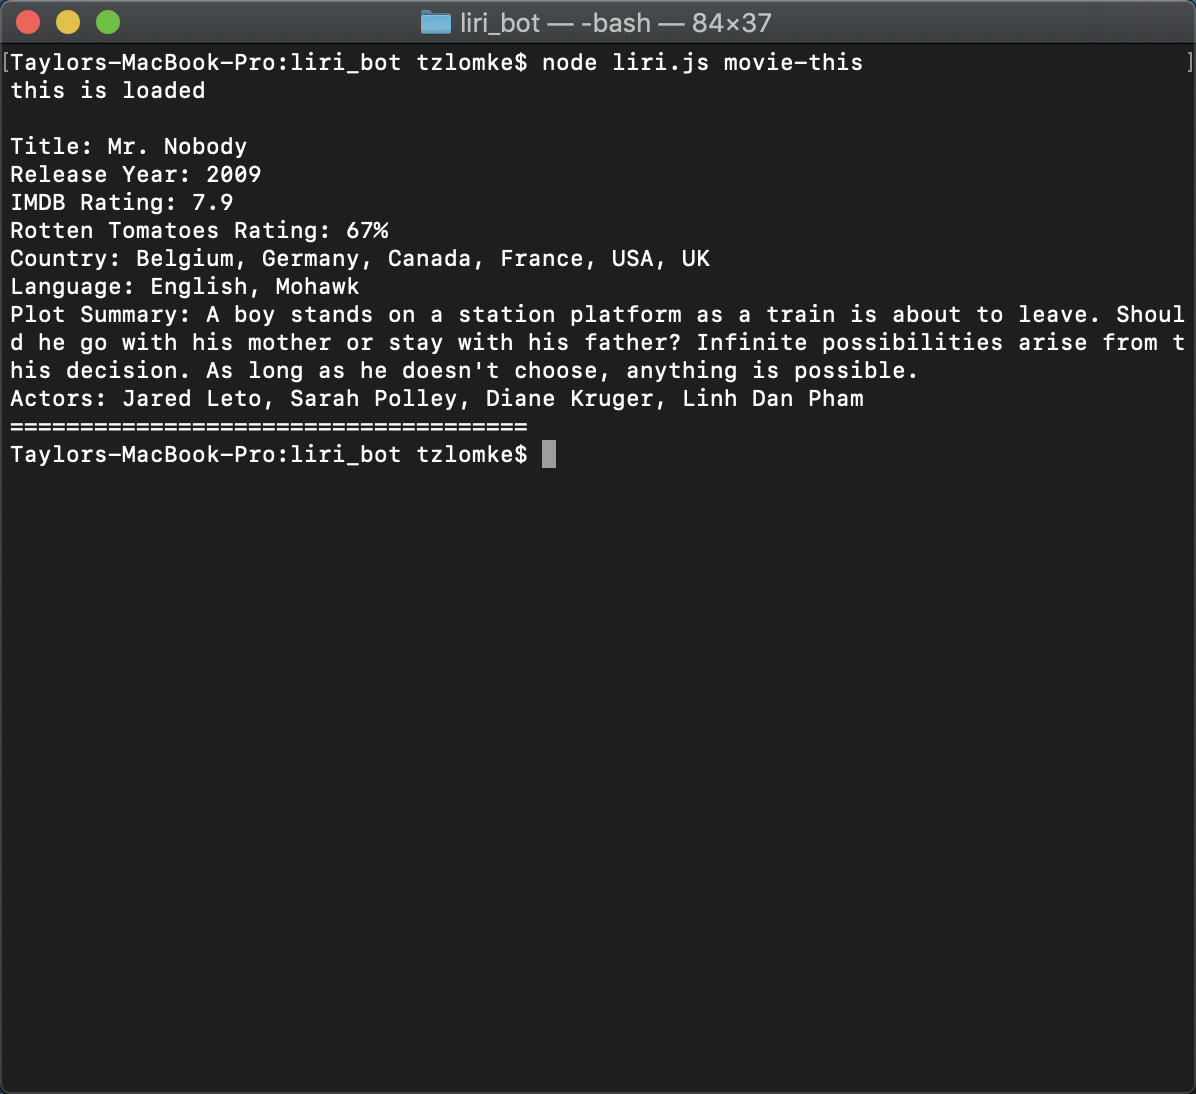 liri_bot — -bash — 84×37
[Taylors-MacBook-Pro:liri_bot tzlomke$ node liri.js movie-this ]
this is loaded
Title: Mr. Nobody
Release Year: 2009
IMDB Rating: 7.9
Rotten Tomatoes Rating: 67%
Country: Belgium, Germany, Canada, France, USA, UK
Language: English, Mohawk
Plot Summary: A boy stands on a station platform as a train is about to leave. Shoul
d he go with his mother or stay with his father? Infinite possibilities arise from t
his decision. As long as he doesn't choose, anything is possible.
Actors: Jared Leto, Sarah Polley, Diane Kruger, Linh Dan Pham
=====================================
Taylors-MacBook-Pro:liri_bot tzlomke$